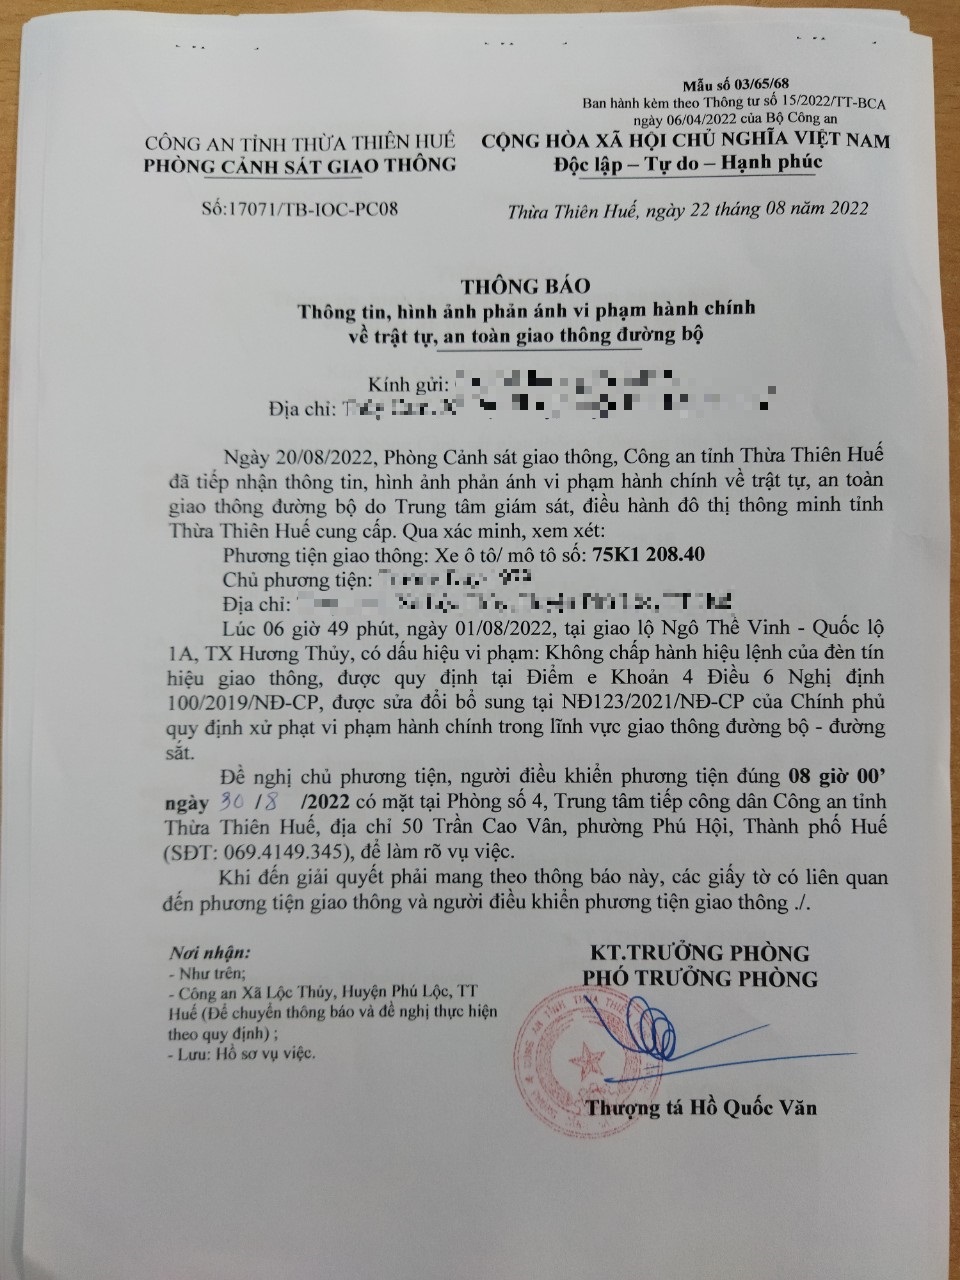 Mẫu số 03/65/68
Ban hành kèm theo Thông tư số 15/2022/TT-BCA
ngày 06/04/2022 của Bộ Công an
CÔNG AN TỈNH THỪA THIÊN HUẾ
PHÒNG CẢNH SÁT GIAO THÔNG
CỘNG HÒA XÃ HỘI CHỦ NGHĨA VIỆT NAM
Độc lập – Tự do – Hạnh phúc
Số:17071/TB-IOC-PC08
Thừa Thiên Huế, ngày 22 tháng 08 năm 2022
THÔNG BÁO
Thông tin, hình ảnh phản ánh vi phạm hành chính
về trật tự, an toàn giao thông đường bộ
Kính gửi:
Địa chỉ:
Ngày 20/08/2022, Phòng Cảnh sát giao thông, Công an tỉnh Thừa Thiên Huế
đã tiếp nhận thông tin, hình ảnh phản ánh vi phạm hành chính về trật tự, an toàn
giao thông đường bộ do Trung tâm giám sát, điều hành đô thị thông minh tỉnh
Thừa Thiên Huế cung cấp. Qua xác minh, xem xét:
Phương tiện giao thông: Xe ô tô/ mô tô số: 75K1 208.40
Chủ phương tiện:
Địa chỉ:
Lúc 06 giờ 49 phút, ngày 01/08/2022, tại giao lộ Ngô Thế Vinh - Quốc lộ
1A, TX Hương Thủy, có dấu hiệu vi phạm: Không chấp hành hiệu lệnh của đèn tín
hiệu giao thông, được quy định tại Điểm e Khoản 4 Điều 6 Nghị định
100/2019/NĐ-CP, được sửa đổi bổ sung tại NĐ123/2021/NĐ-CP của Chính phủ
quy định xử phạt vi phạm hành chính trong lĩnh vực giao thông đường bộ - đường
sắt.
Đề nghị chủ phương tiện, người điều khiển phương tiện đúng 08 giờ 00’
ngày 30 /8 /2022 có mặt tại Phòng số 4, Trung tâm tiếp công dân Công an tỉnh
Thừa Thiên Huế, địa chỉ 50 Trần Cao Vân, phường Phú Hội, Thành phố Huế
(SĐT: 069.4149.345), để làm rõ vụ việc.
Khi đến giải quyết phải mang theo thông báo này, các giấy tờ có liên quan
đến phương tiện giao thông và người điều khiển phương tiện giao thông ./.
Nơi nhận:
- Như trên;
- Công an Xã Lộc Thủy, Huyện Phú Lộc, TT
Huế (Để chuyển thông báo và đề nghị thực hiện
theo quy định) ;
- Lưu: Hồ sơ vụ việc.
KT.TRƯỞNG PHÒNG
PHÓ TRƯỞNG PHÒNG
Thượng tá Hồ Quốc Văn